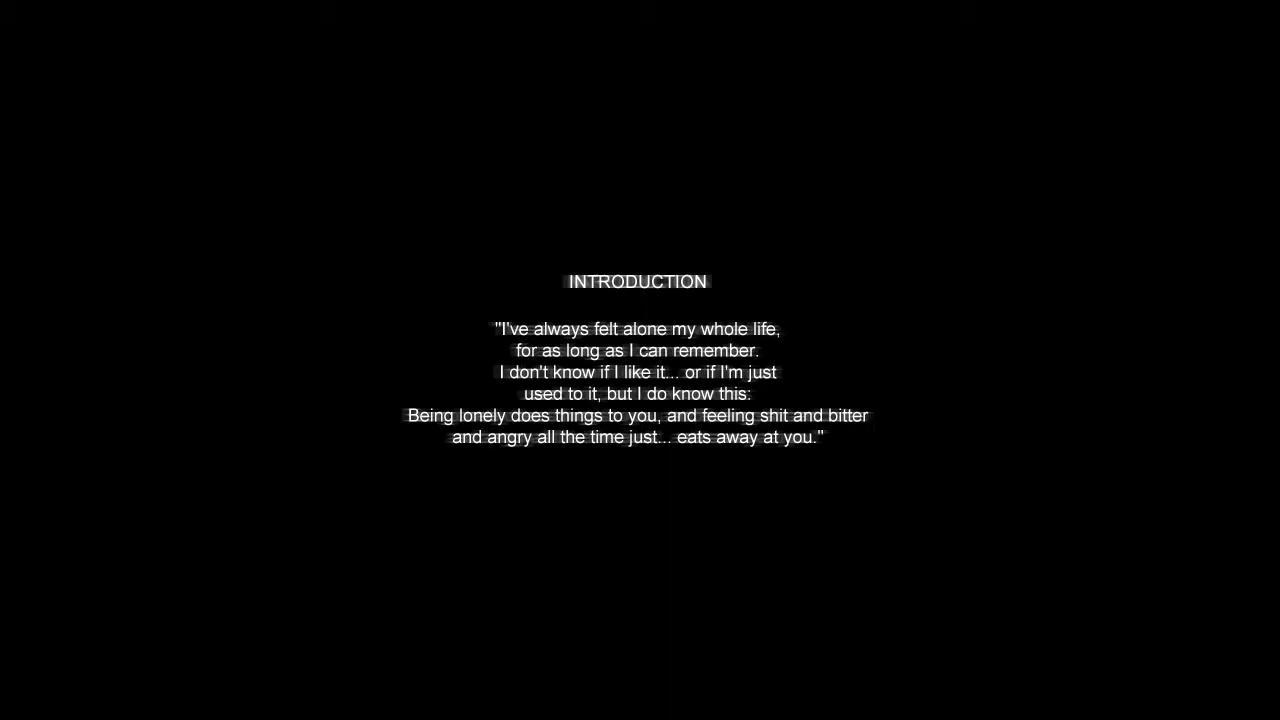 INTRODUCTION
"I've always felt alone my whole life,
for as long as I can remember.
I don't know if I like it... or if I'm just
used to it, but I do know this:
Being lonely does things to you, and feeling shit and bitter
and angry all the time just... eats away at you."